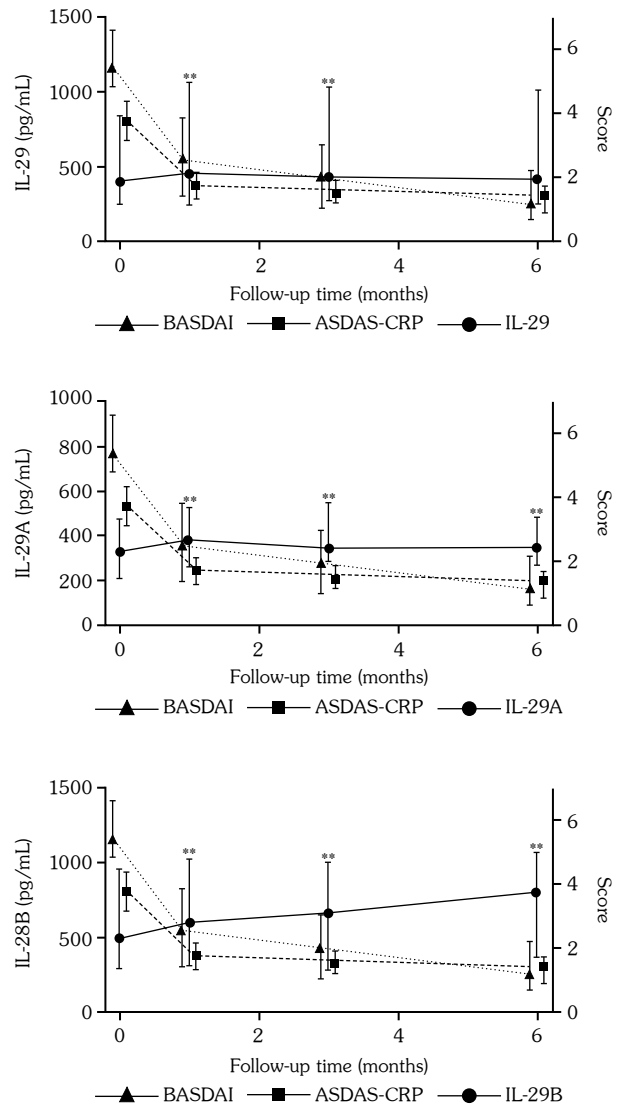 1500
1000
500
0
IL-29 (pg/mL)
6
4
2
0
Score
**
**
0 2 4 6
Follow-up time (months)
BASDAI ASDAS-CRP IL-29
1000
800
600
400
200
0
IL-29A (pg/mL)
6
4
2
0
Score
**
**
**
0 2 4 6
Follow-up time (months)
BASDAI ASDAS-CRP IL-29A
1500
1000
500
0
IL-28B (pg/mL)
6
4
2
0
Score
**
**
**
0 2 4 6
Follow-up time (months)
BASDAI ASDAS-CRP IL-29B